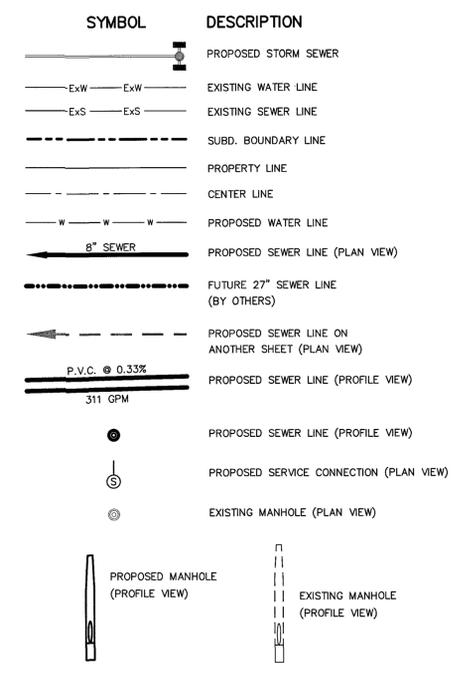 SYMBOL DESCRIPTION
PROPOSED STORM SEWER
ExW ExW EXISTING WATER LINE
ExS ExS EXISTING SEWER LINE
SUBD. BOUNDARY LINE
PROPERTY LINE
CENTER LINE
W W W PROPOSED WATER LINE
8" SEWER PROPOSED SEWER LINE (PLAN VIEW)
FUTURE 27" SEWER LINE
(BY OTHERS)
PROPOSED SEWER LINE ON
ANOTHER SHEET (PLAN VIEW)
P.V.C. @ 0.33%
PROPOSED SEWER LINE (PROFILE VIEW)
311 GPM
PROPOSED SEWER LINE (PROFILE VIEW)
S PROPOSED SERVICE CONNECTION (PLAN VIEW)
EXISTING MANHOLE (PLAN VIEW)
PROPOSED MANHOLE
(PROFILE VIEW)
EXISTING MANHOLE
(PROFILE VIEW)